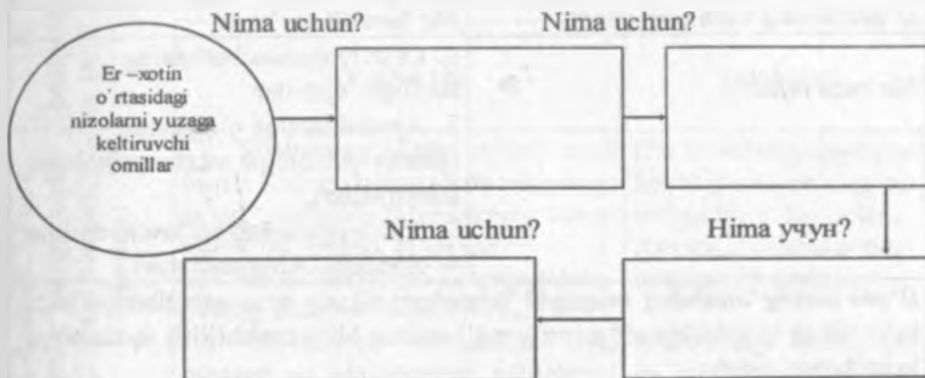 Nima uchun?
Nima uchun?
Er –xotin
o'rtasidagi
nizolarni yuzaga
keltiruvchi
omillar
Nima uchun?
Нima учун?